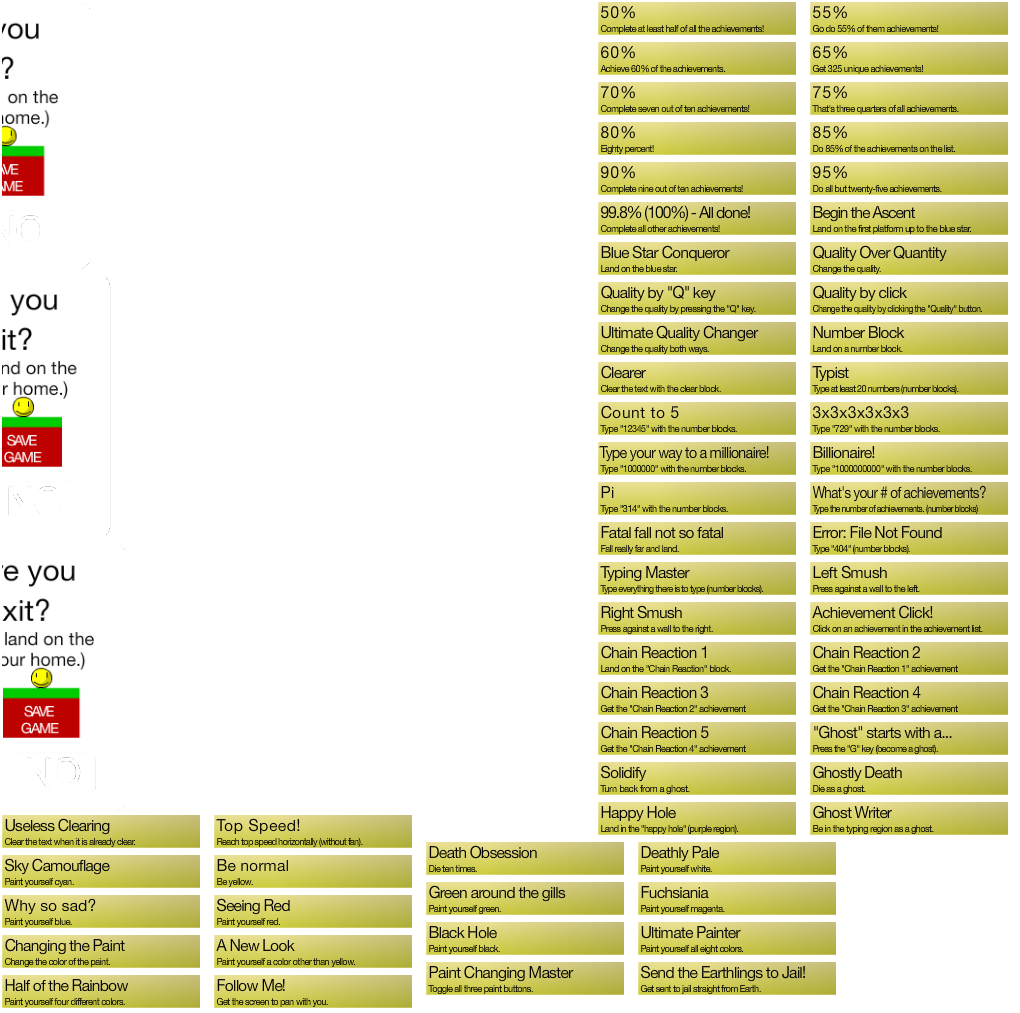 you
?
on the
home.)
AVE
AME
NO
you
it?
nd on the
r home.)
SAVE
GAME
NO
e you
xit?
land on the
our home.)
SAVE
GAME
NO
50%
Complete at least half of all the achievements!
55%
Go do 55% of them achievements!
60%
Achieve 60% of the achievements.
65%
Get 325 unique achievements!
70%
Complete seven out of ten achievements!
75%
That's three quarters of all achievements.
80%
Eighty percent!
85%
Do 85% of the achievements on the list.
90%
Complete nine out of ten achievements!
95%
Do all but twenty-five achievements.
99.8% (100%) - All done!
Complete all other achievements!
Begin the Ascent
Land on the first platform up to the blue star.
Blue Star Conqueror
Land on the blue star.
Quality Over Quantity
Change the quality.
Quality by "Q" key
Change the quality by pressing the "Q" key.
Quality by click
Change the quality by clicking the "Quality" button.
Ultimate Quality Changer
Change the quality both ways.
Number Block
Land on a number block.
Clearer
Clear the text with the clear block.
Typist
Type at least 20 numbers (number blocks).
Count to 5
Type "12345" with the number blocks.
3x3x3x3x3x3
Type "729" with the number blocks.
Type your way to a millionaire!
Type "1000000" with the number blocks.
Billionaire!
Type "1000000000" with the number blocks.
Pi
Type "314" with the number blocks.
What's your # of achievements?
Type the number of achievements. (number blocks)
Fatal fall not so fatal
Fall really far and land.
Error: File Not Found
Type "404" (number blocks).
Typing Master
Type everything there is to type (number blocks).
Left Smush
Press against a wall to the left.
Right Smush
Press against a wall to the right.
Achievement Click!
Click on an achievement in the achievement list.
Chain Reaction 1
Land on the "Chain Reaction" block.
Chain Reaction 2
Get the "Chain Reaction 1" achievement
Chain Reaction 3
Get the "Chain Reaction 2" achievement
Chain Reaction 4
Get the "Chain Reaction 3" achievement
Chain Reaction 5
Get the "Chain Reaction 4" achievement
"Ghost" starts with a...
Press the "G" key (become a ghost).
Solidify
Turn back from a ghost.
Ghostly Death
Die as a ghost.
Happy Hole
Land in the "happy hole" (purple region).
Ghost Writer
Be in the typing region as a ghost.
Useless Clearing
Clear the text when it is already clear.
Top Speed!
Reach top speed horizontally (without fan).
Sky Camouflage
Paint yourself cyan.
Be normal
Be yellow.
Why so sad?
Paint yourself blue.
Seeing Red
Paint yourself red.
Changing the Paint
Change the color of the paint.
A New Look
Paint yourself a color other than yellow.
Half of the Rainbow
Paint yourself four different colors.
Follow Me!
Get the screen to pan with you.
Death Obsession
Die ten times.
Deathly Pale
Paint yourself white.
Green around the gills
Paint yourself green.
Fuchsiania
Paint yourself magenta.
Black Hole
Paint yourself black.
Ultimate Painter
Paint yourself all eight colors.
Paint Changing Master
Toggle all three paint buttons.
Send the Earthlings to Jail!
Get sent to jail straight from Earth.